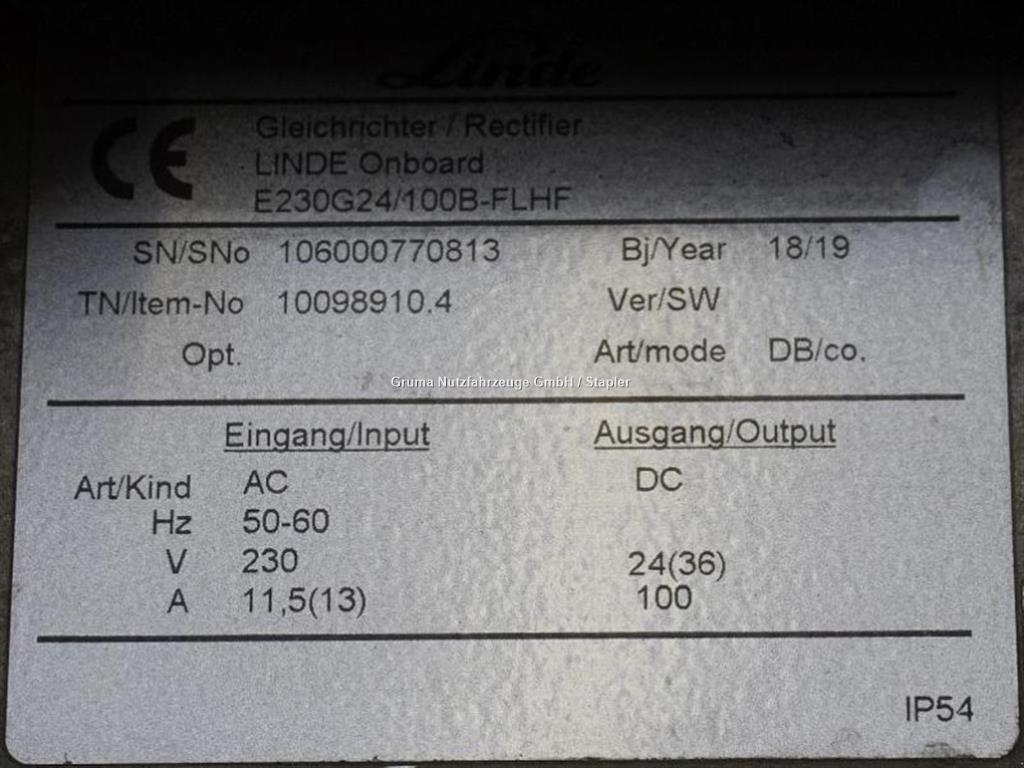 Linde
CE Gleichrichter / Rectifier
LINDE Onboard
E230G24/100B-FLHF
SN/SNo 106000770813 Bj/Year 18/19
TN/Item-No 10098910.4 Ver/SW
Opt. Art/mode DB/co.
Gruma Nutzfahrzeuge GmbH / Stapler
Eingang/Input Ausgang/Output
Art/Kind AC DC
Hz 50-60
V 230 24(36)
A 11,5(13) 100
IP54